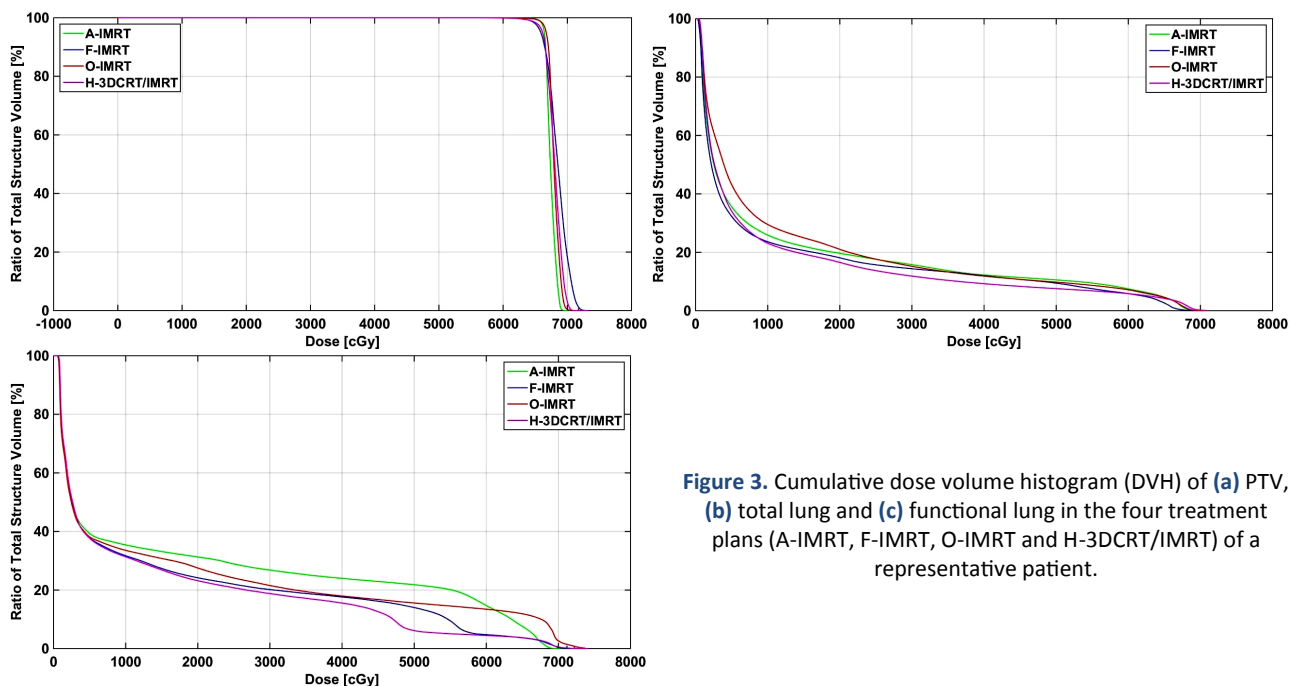 100
80
60
40
20
0
Ratio of Total Structure Volume [%]
A-IMRT
F-IMRT
O-IMRT
H-3DCRT/IMRT
-1000 0 1000 2000 3000 4000 5000 6000 7000 8000
Dose [cGy]
100
80
60
40
20
0
Ratio of Total Structure Volume [%]
A-IMRT
F-IMRT
O-IMRT
H-3DCRT/IMRT
0 1000 2000 3000 4000 5000 6000 7000 8000
Dose [cGy]
100
80
60
40
20
0
Ratio of Total Structure Volume [%]
A-IMRT
F-IMRT
O-IMRT
H-3DCRT/IMRT
0 1000 2000 3000 4000 5000 6000 7000 8000
Dose [cGy]
Figure 3. Cumulative dose volume histogram (DVH) of (a) PTV,
(b) total lung and (c) functional lung in the four treatment
plans (A-IMRT, F-IMRT, O-IMRT and H-3DCRT/IMRT) of a
representative patient.